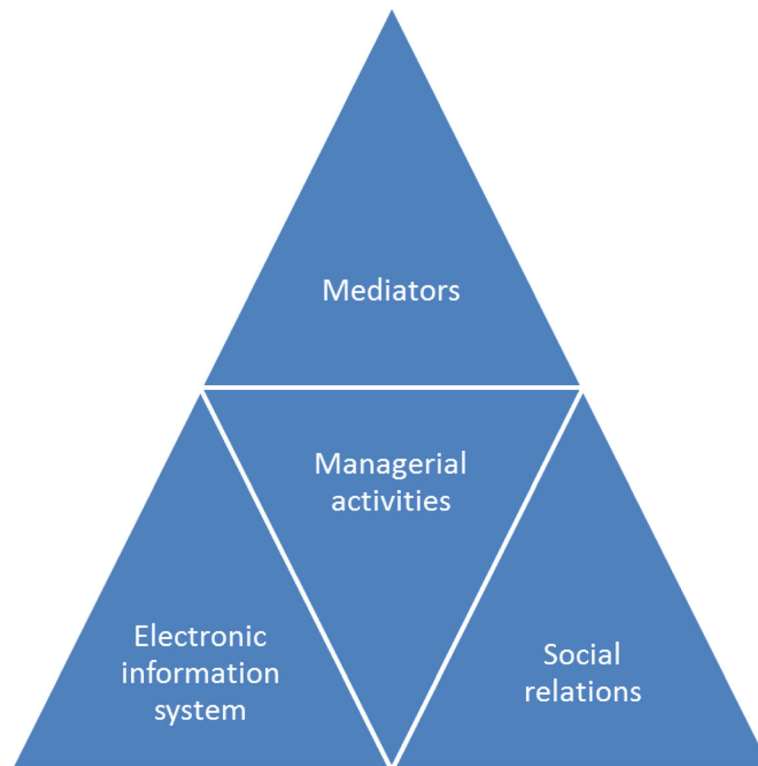 Mediators
Managerial
activities
Electronic
information
system
Social
relations